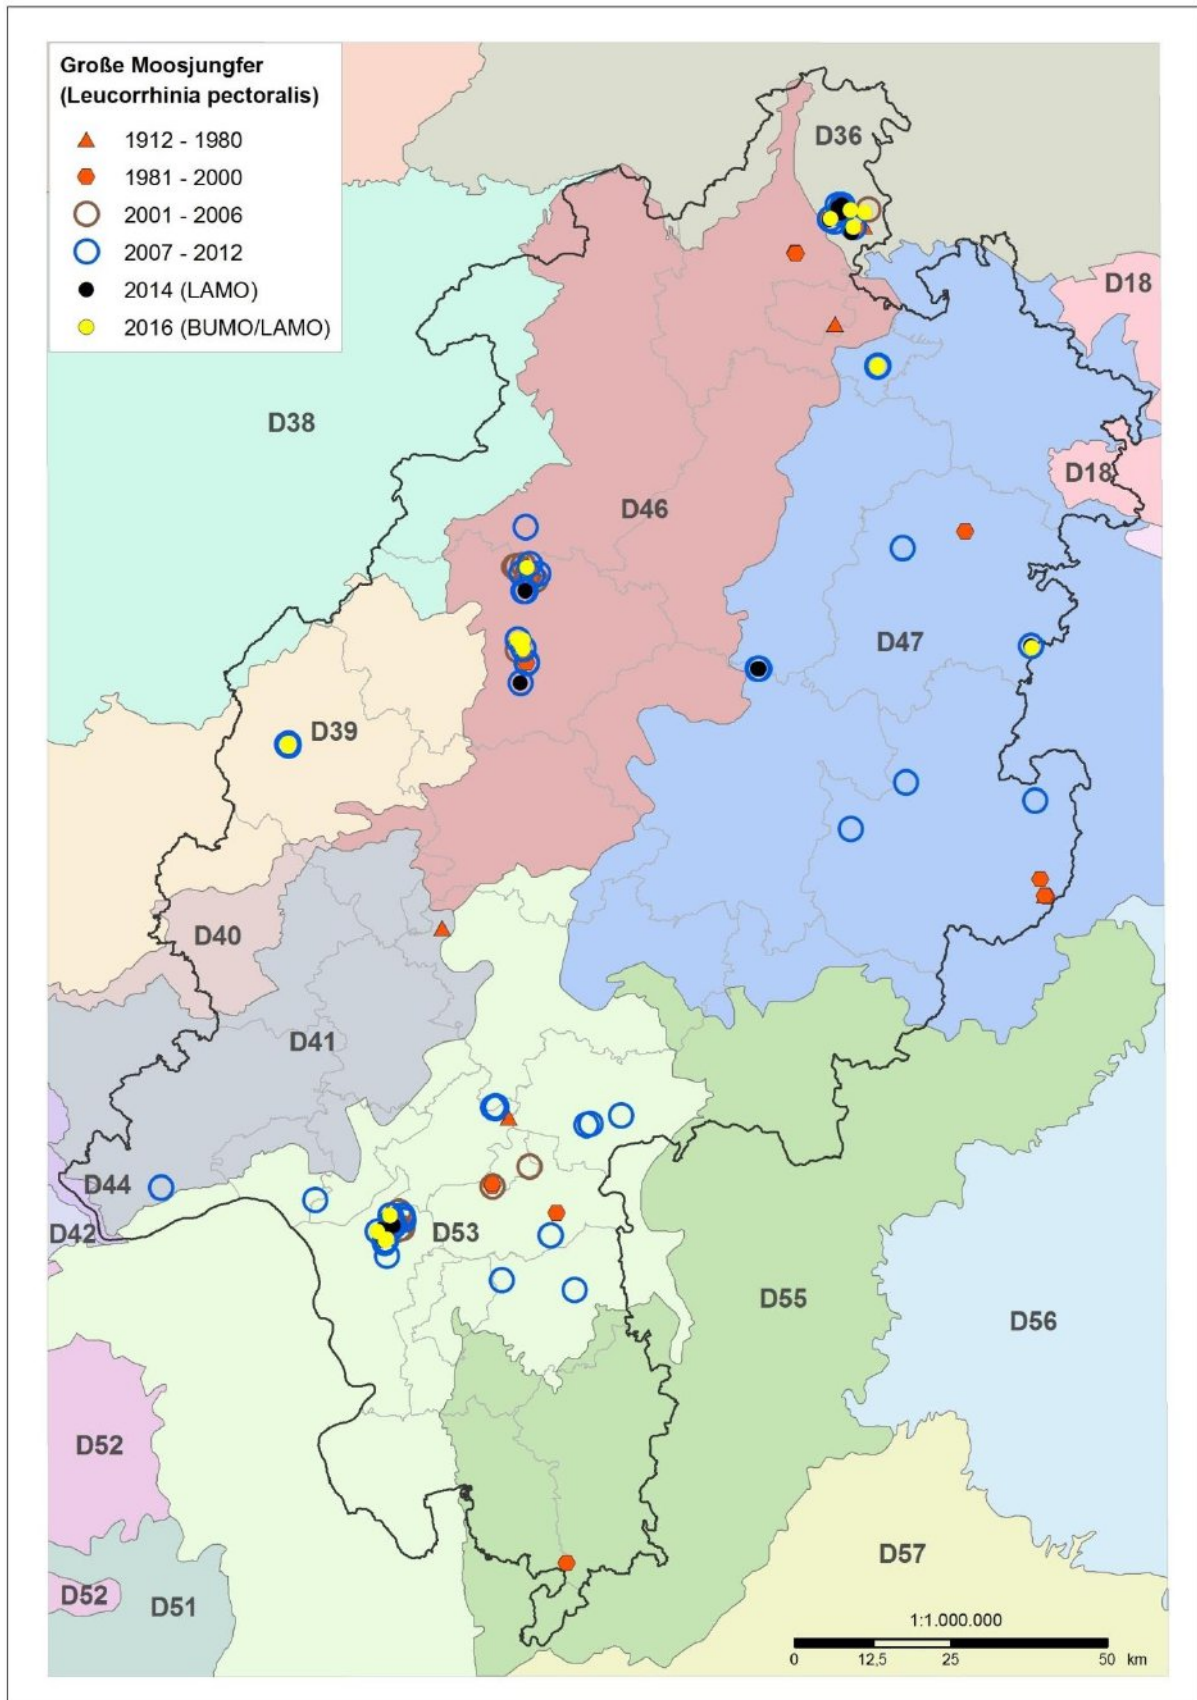 Große Moosjungfer
(Leucorrhinia pectoralis)
1912 - 1980
1981 - 2000
2001 - 2006
2007 - 2012
2014 (LAMO)
2016 (BUMO/LAMO)
D36
D18
D38
D18
D46
D47
D39
D40
D41
D44
D42
D53
D55
D56
D52
D57
D52
D51
1:1.000.000
0 12,5 25 50 km